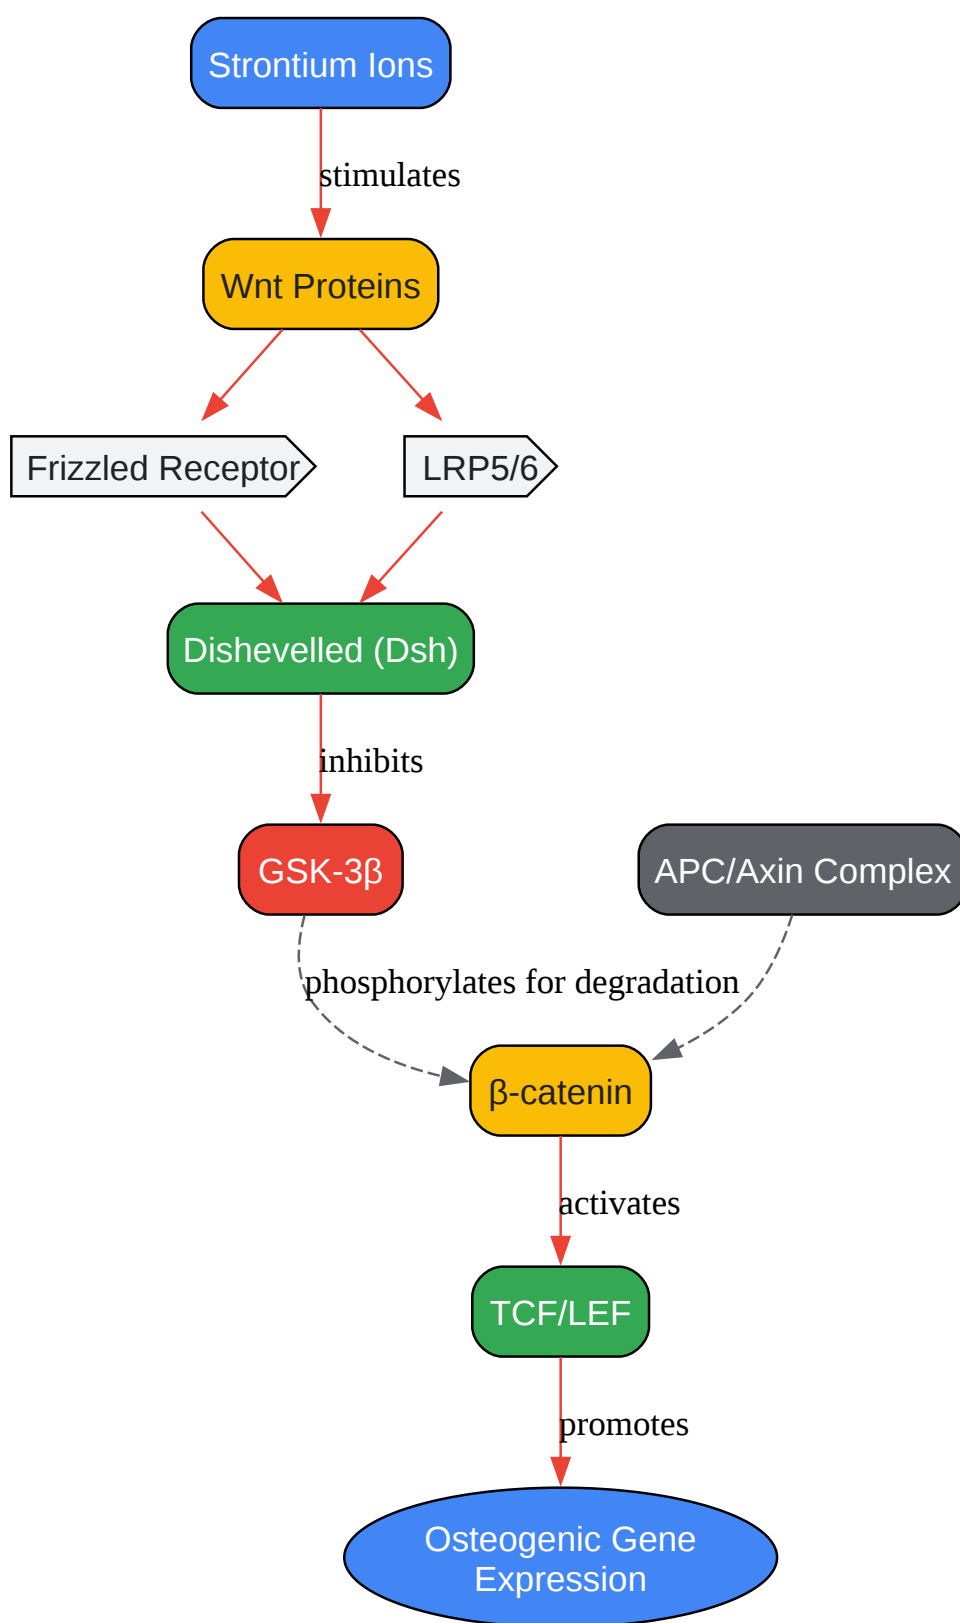 Strontium Ions
stimulates
Wnt Proteins
Frizzled Receptor
LRP5/6
Dishevelled (Dsh)
inhibits
GSK-3β
APC/Axin Complex
phosphorylates for degradation
β-catenin
activates
TCF/LEF
promotes
Osteogenic Gene
Expression